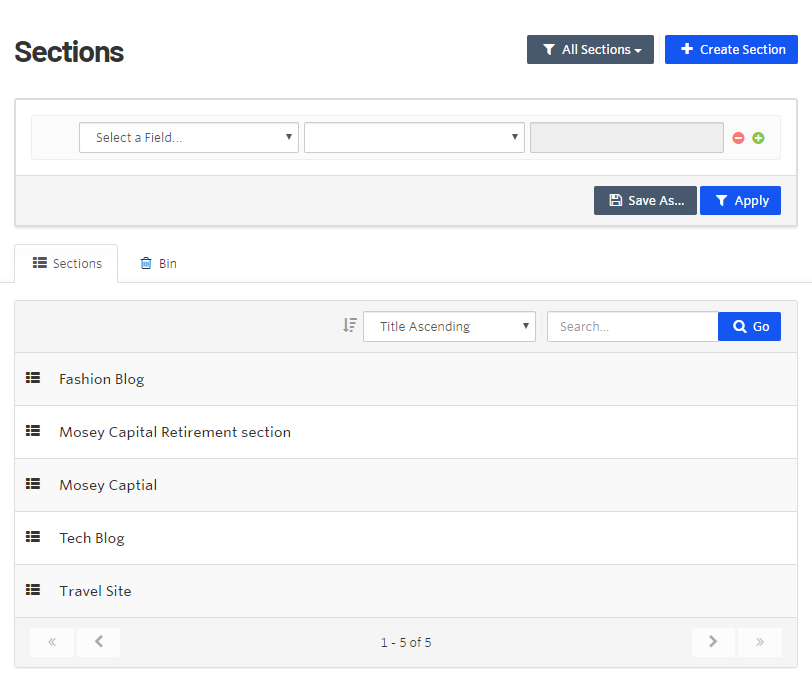 Sections
All Sections
Create Section
Select a Field...
Save As...
Apply
Sections
Bin
Title Ascending
Search...
Go
Fashion Blog
Mosey Capital Retirement section
Mosey Captial
Tech Blog
Travel Site
1 - 5 of 5